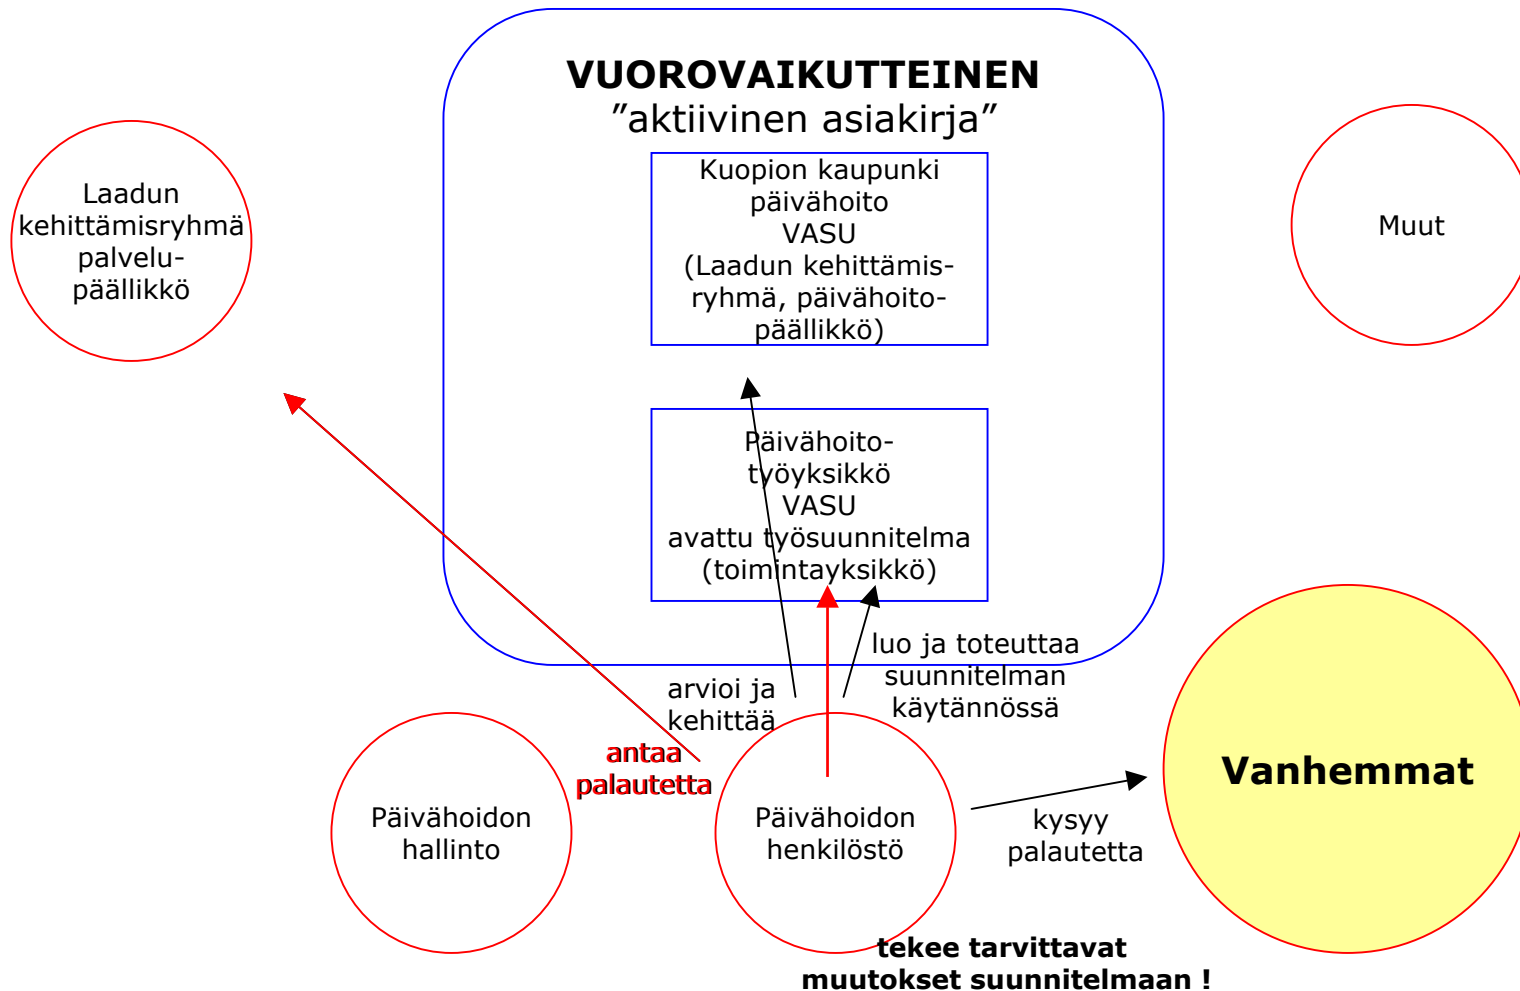 VUOROVAIKUTTEINEN
”aktiivinen asiakirja”
Laadun
kehittämisryhmä
palvelu-
päällikkö
Kuopion kaupunki
päivähoito
VASU
(Laadun kehittämis-
ryhmä, päivähoito-
päällikkö)
Muut
Päivähoito-
työyksikkö
VASU
avattu työsuunnitelma
(toimintayksikkö)
luo ja toteuttaa
suunnitelman
käytännössä
arvioi ja
kehittää
antaa
palautetta
Päivähoidon
hallinto
Päivähoidon
henkilöstö
kysyy
palautetta
Vanhemmat
tekee tarvittavat
muutokset suunnitelmaan !